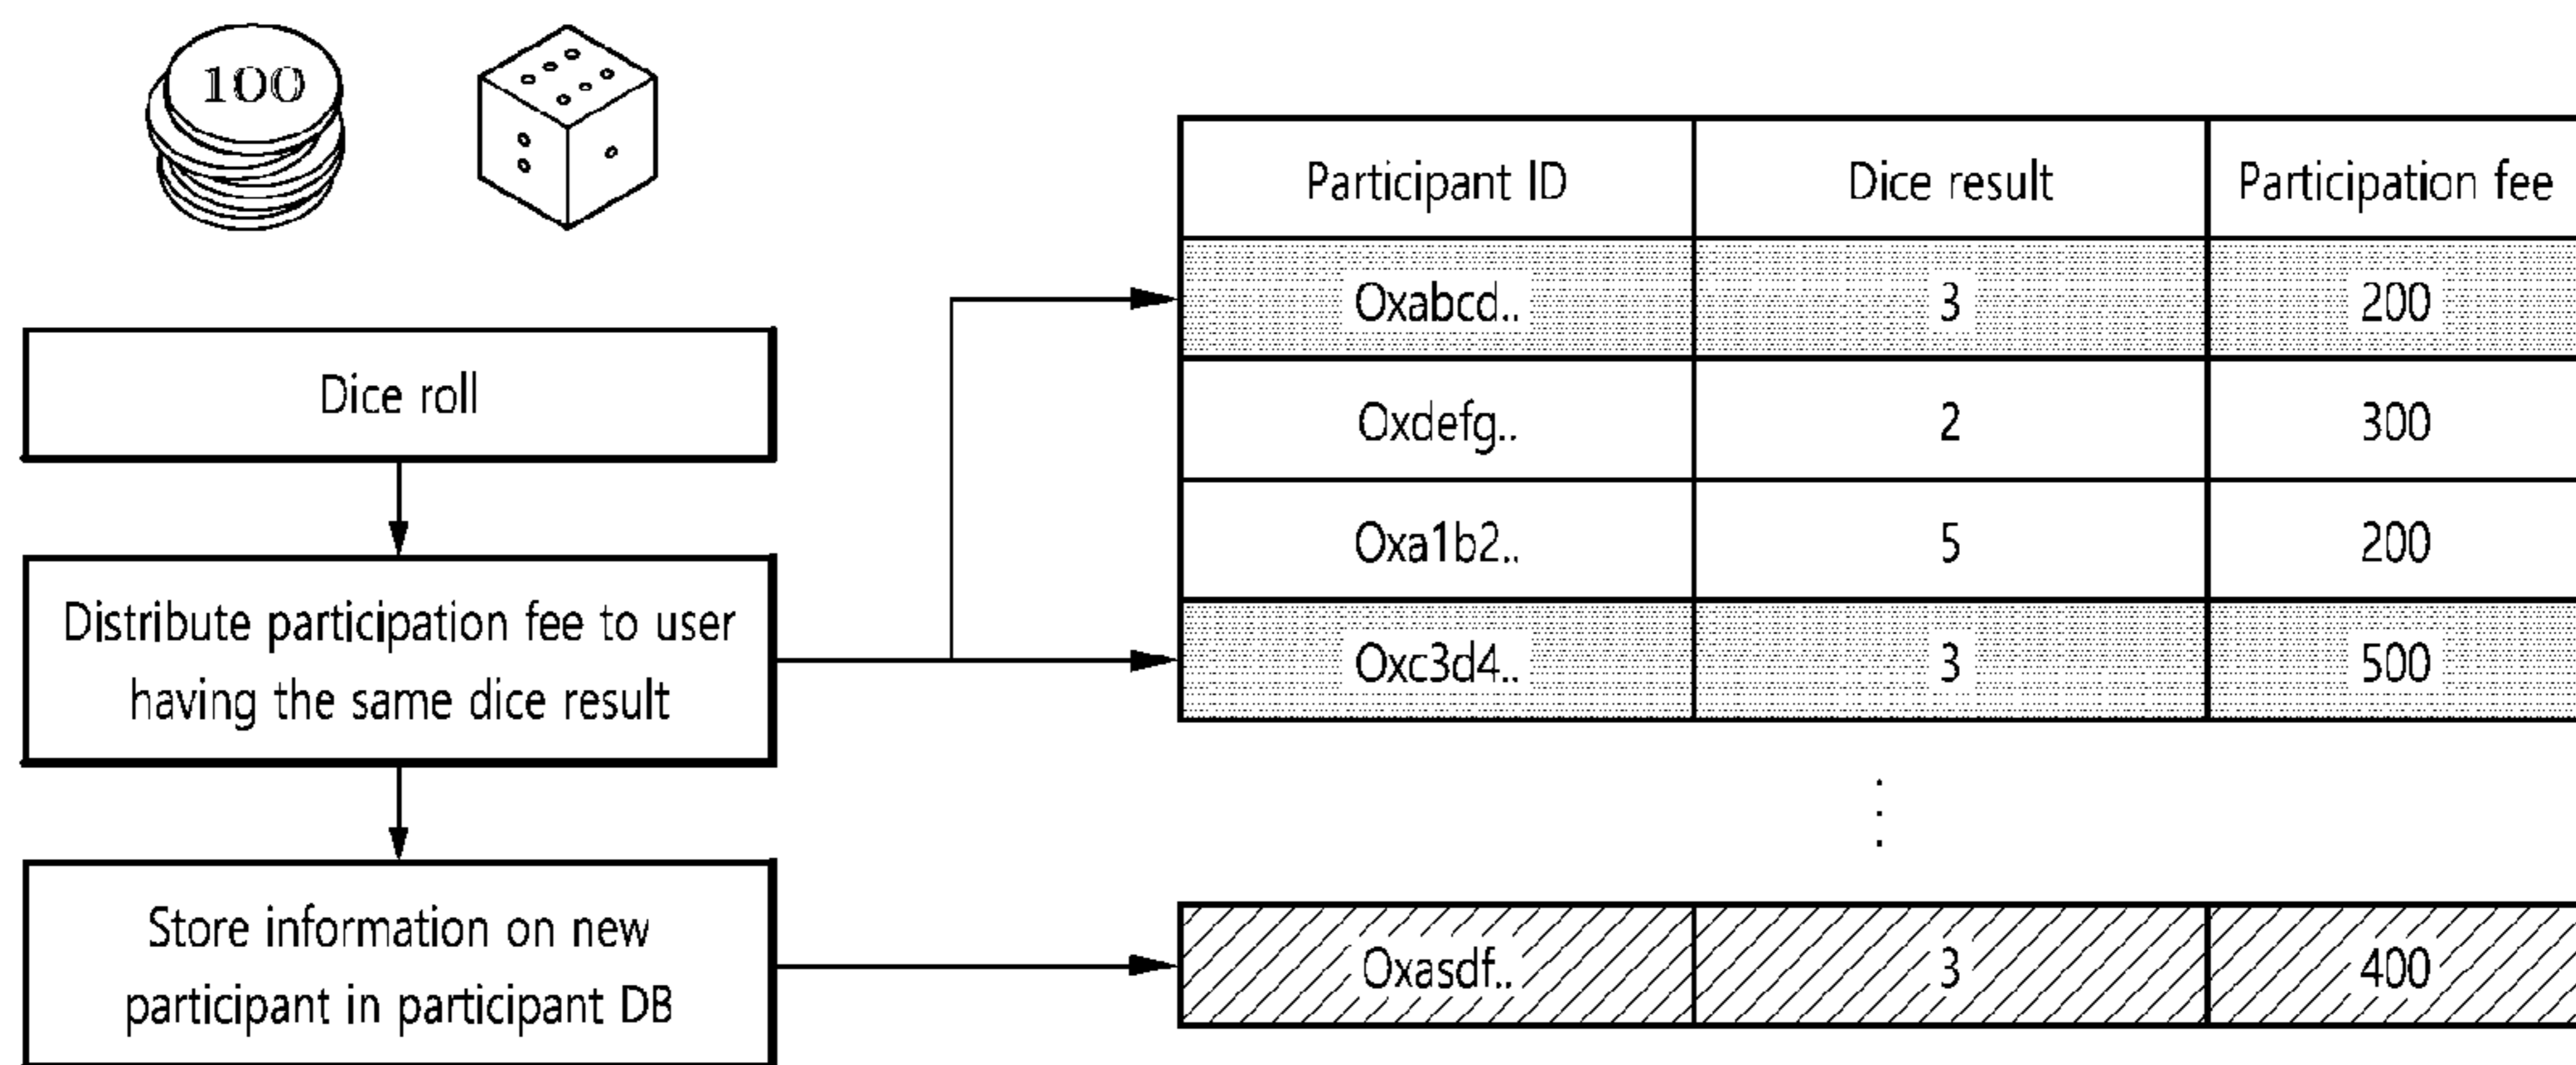 100
Dice roll
Distribute participation fee to user
having the same dice result
Store information on new
participant in participant DB
Participant ID Dice result Participation fee
Oxabcd.. 3 200
Oxdefg.. 2 300
Oxa1b2.. 5 200
Oxc3d4.. 3 500
Oxasdf.. 3 400